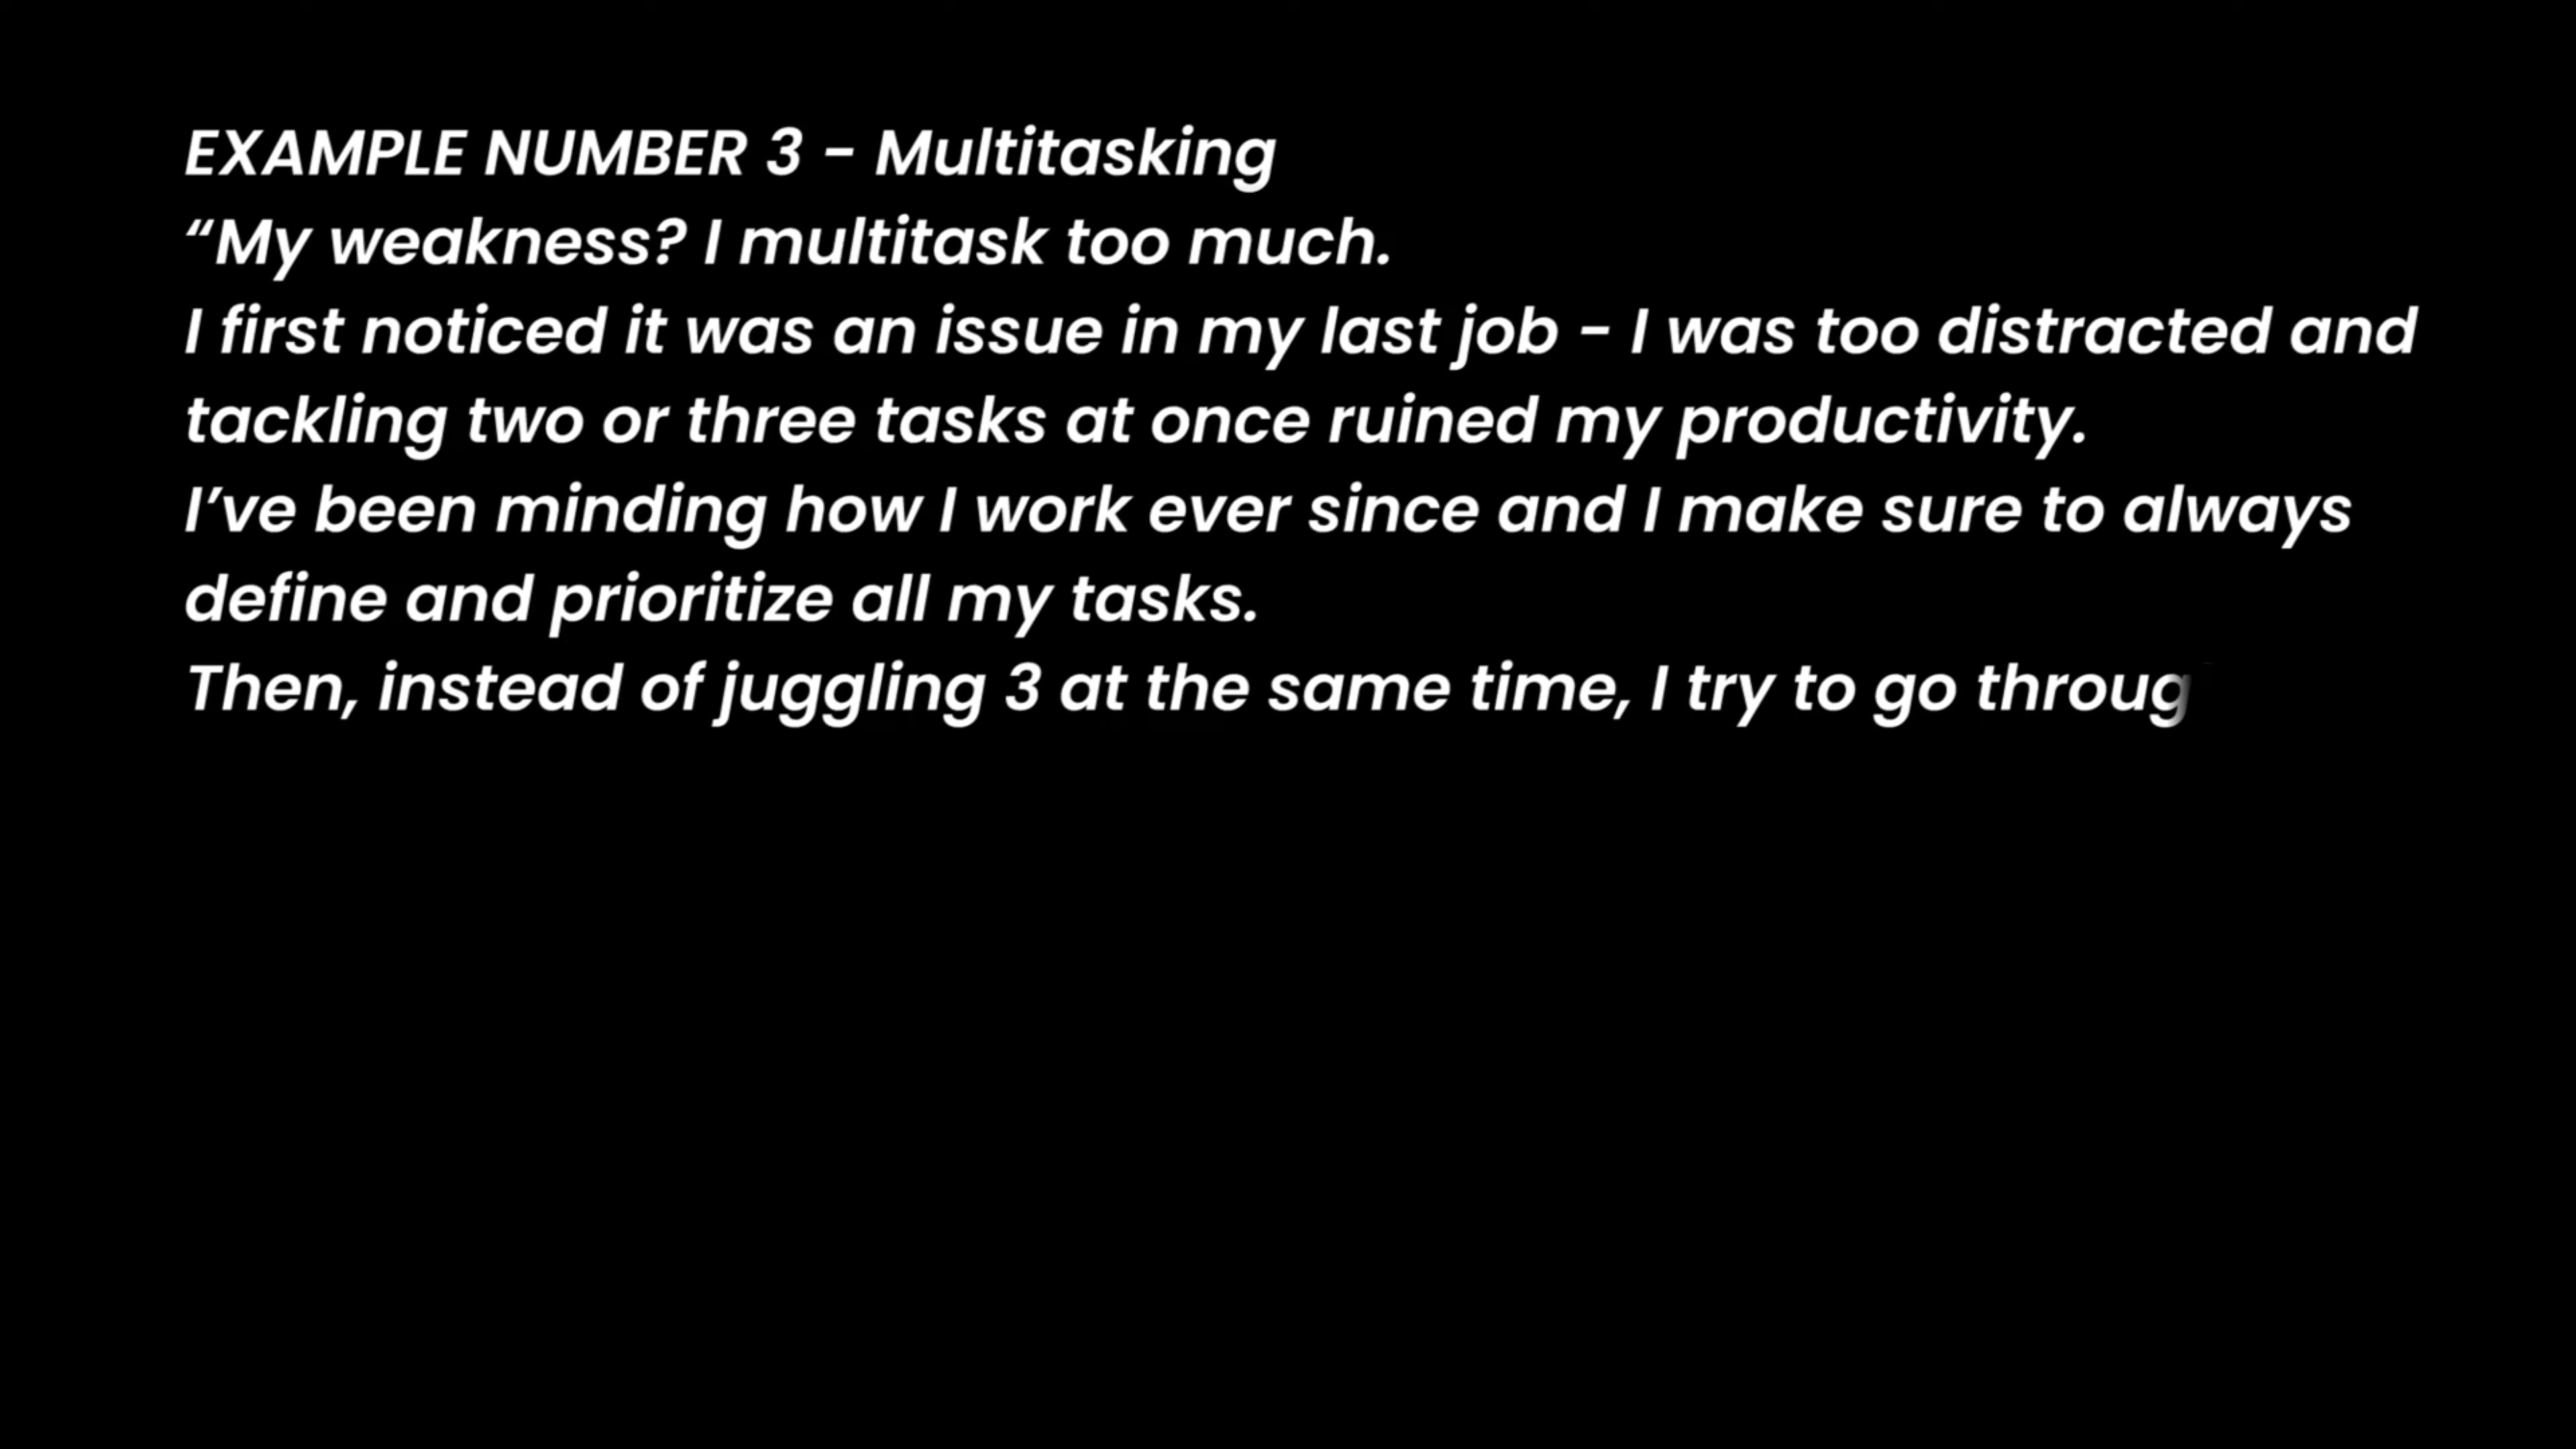 EXAMPLE NUMBER 3 - Multitasking
“My weakness? I multitask too much.
I first noticed it was an issue in my last job - I was too distracted and
tackling two or three tasks at once ruined my productivity.
I’ve been minding how I work ever since and I make sure to always
define and prioritize all my tasks.
Then, instead of juggling 3 at the same time, I try to go throug